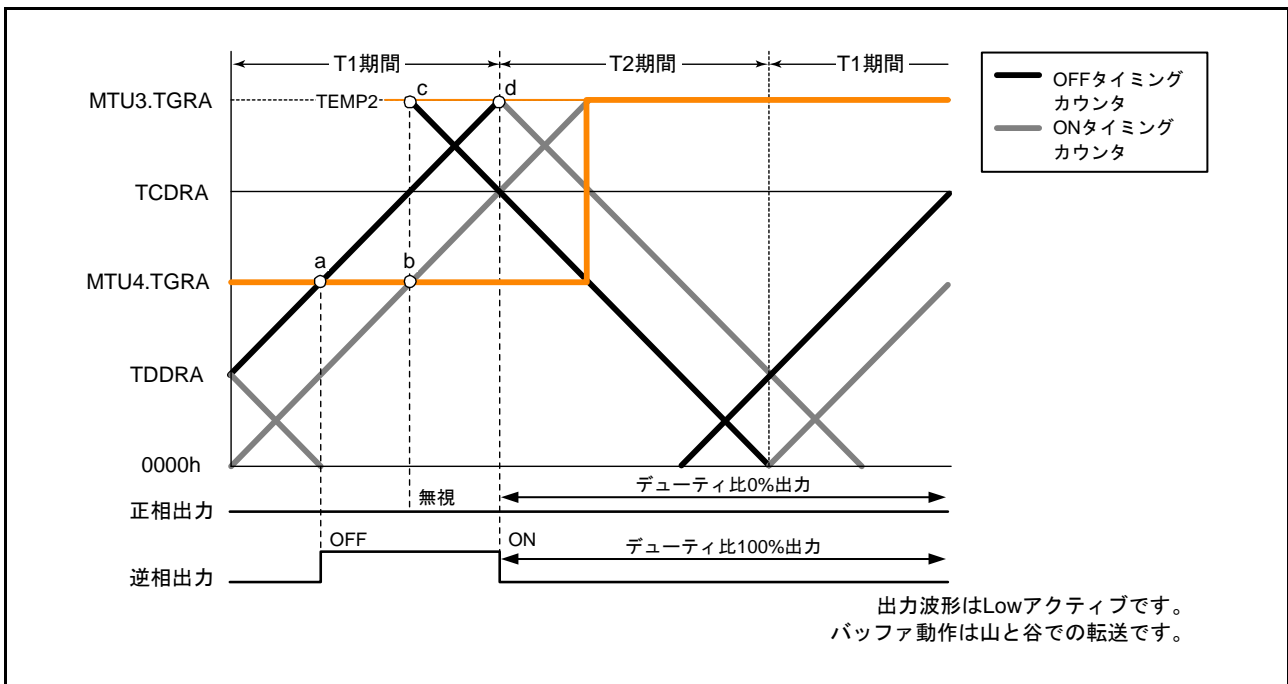 T1期間
T2期間
T1期間
OFFタイミング
カウンタ
ONタイミング
カウンタ
MTU3.TGRA
TEMP2
c
d
TCDRA
a
b
MTU4.TGRA
TDDRA
0000h
無視
デューティ比0%出力
正相出力
OFF
ON
デューティ比100%出力
逆相出力
出力波形はLowアクティブです。
バッファ動作は山と谷での転送です。